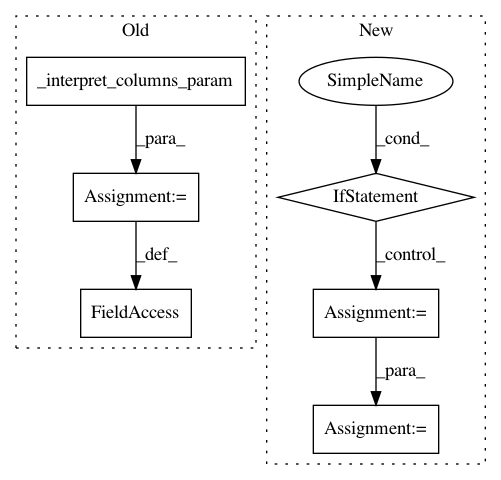 Old
_interpret_columns_param
_para_
Assignment:=
_def_
FieldAccess
New
SimpleName
_cond_
IfStatement
_control_
Assignment:=
_para_
Assignment:=